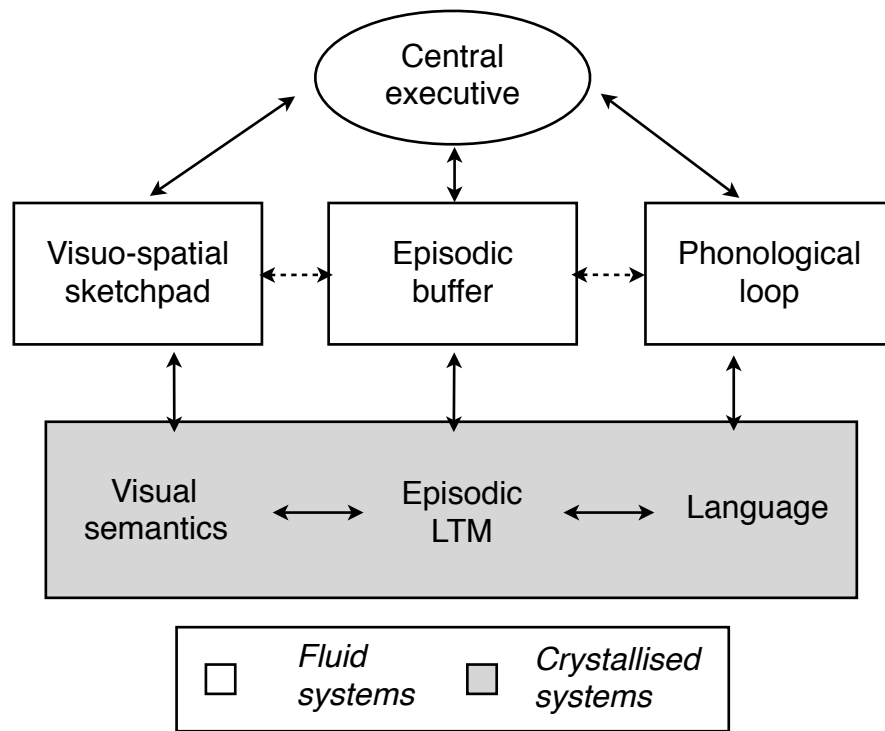 Central
executive
Visuo-spatial
sketchpad
Episodic
buffer
Phonological
loop
Visual
semantics
Episodic
LTM
Language
Fluid
systems
Crystallised
systems